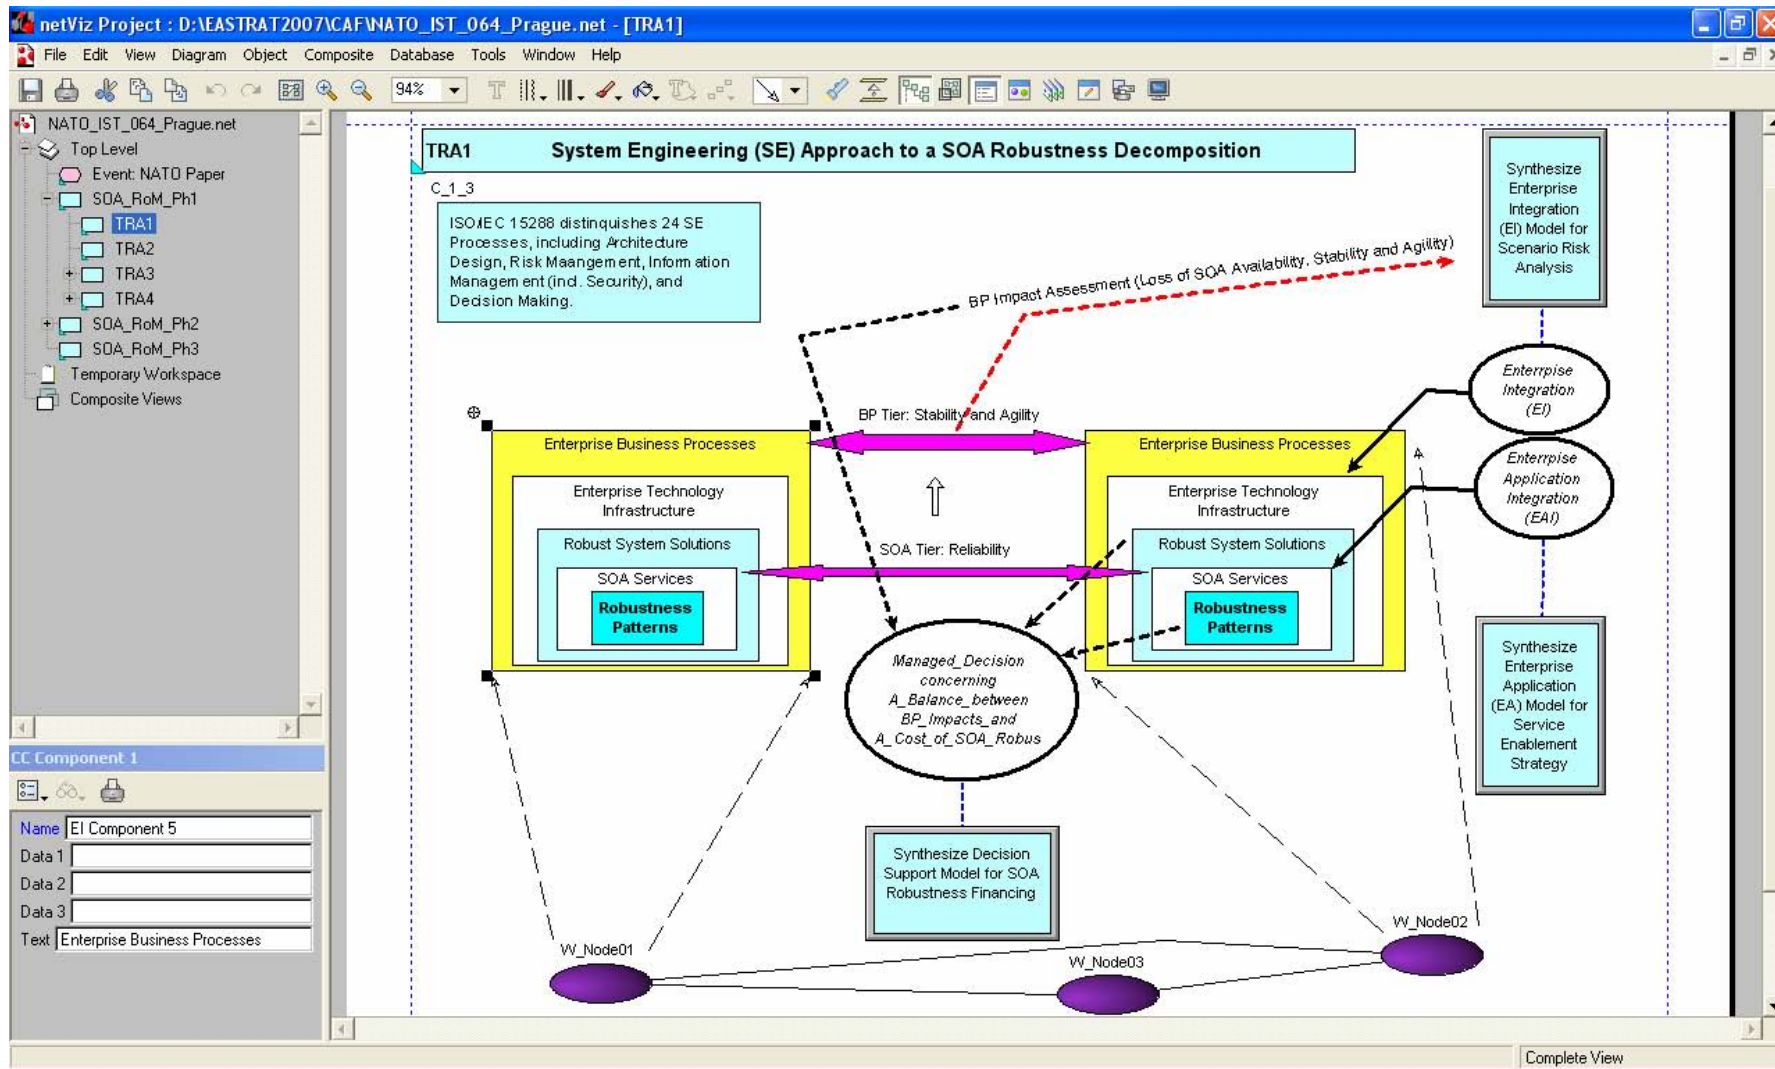 netViz Project : D:\EASTRAT2007\CAF\NATO_IST_064_Prague.net - [TRA1]
File Edit View Diagram Object Composite Database Tools Window Help
94%
NATO_IST_064_Prague.net
Top Level
Event: NATO Paper
SOA_RoM_Ph1
TRA1
TRA2
TRA3
TRA4
SOA_RoM_Ph2
SOA_RoM_Ph3
Temporary Workspace
Composite Views
CC Component 1
Name EI Component 5
Data 1
Data 2
Data 3
Text Enterprise Business Processes
TRA1 System Engineering (SE) Approach to a SOA Robustness Decomposition
C_1_3
ISO/IEC 15288 distinquishes 24 SE
Processes, including Architecture
Design, Risk Maangement, Information
Management (incl. Security), and
Decision Making.
BP Impact Assessment (Loss of SOA Availability, Stability and Agillity)
Synthesize
Enterprise
Integration
(EI) Model for
Scenario Risk
Analysis
Enterrpise
Integration
(EI)
Enterrpise
Application
Integration
(EAI)
Synthesize
Enterprise
Application
(EA) Model for
Service
Enablement
Strategy
BP Tier: Stability and Agility
Enterprise Business Processes
Enterprise Technology
Infrastructure
Robust System Solutions
SOA Services
Robustness
Patterns
SOA Tier: Reliability
Enterprise Business Processes
Enterprise Technology
Infrastructure
Robust System Solutions
SOA Services
Robustness
Patterns
Managed_Decision
concerning
A_Balance_between
BP_Impacts_and
A_Cost_of_SOA_Robus
Synthesize Decision
Support Model for SOA
Robustness Financing
W_Node01
W_Node03
W_Node02
Complete View